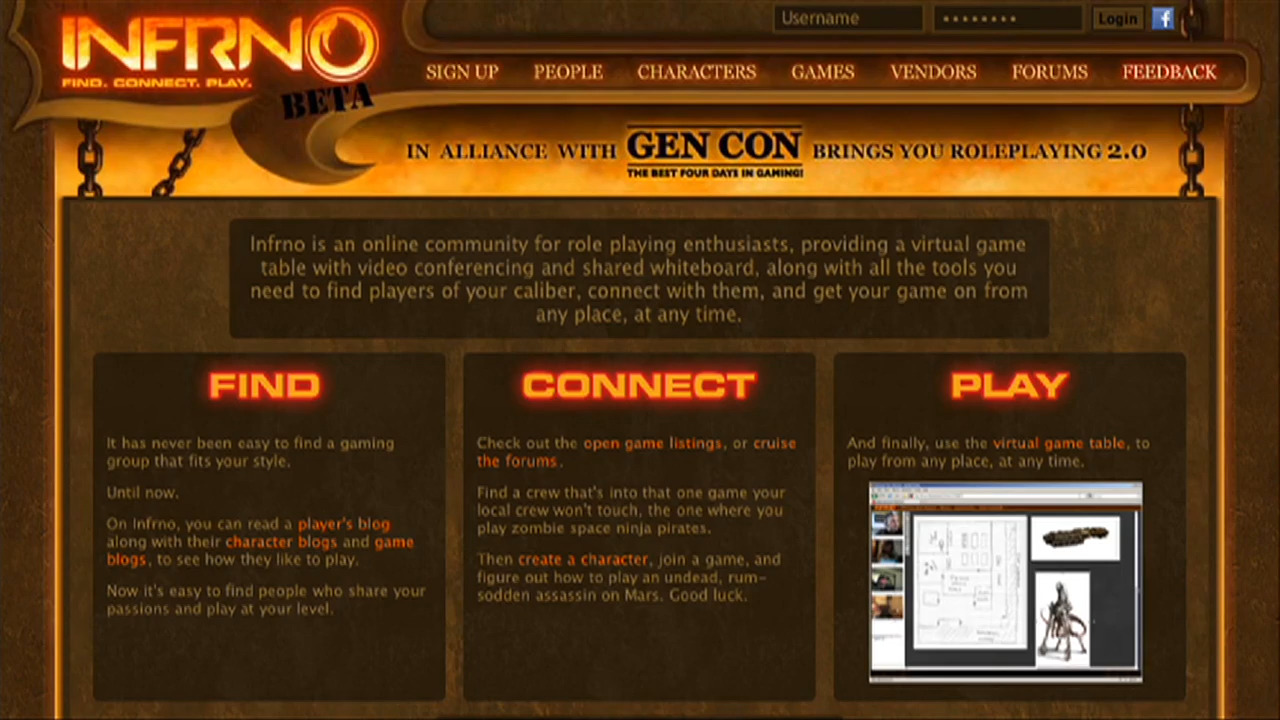 INFRNO
FIND. CONNECT. PLAY.
BETA
Username
Login
f
SIGN UP PEOPLE CHARACTERS GAMES VENDORS FORUMS FEEDBACK
IN ALLIANCE WITH GEN CON BRINGS YOU ROLEPLAYING 2.0
THE BEST FOUR DAYS IN GAMING!
Infrno is an online community for role playing enthusiasts, providing a virtual game
table with video conferencing and shared whiteboard, along with all the tools you
need to find players of your caliber, connect with them, and get your game on from
any place, at any time.
FIND
It has never been easy to find a gaming
group that fits your style.
Until now.
On Infrno, you can read a player's blog
along with their character blogs and game
blogs, to see how they like to play.
Now it's easy to find people who share your
passions and play at your level.
CONNECT
Check out the open game listings, or cruise
the forums.
Find a crew that's into that one game your
local crew won't touch, the one where you
play zombie space ninja pirates.
Then create a character, join a game, and
figure out how to play an undead, rum-
sodden assassin on Mars. Good luck.
PLAY
And finally, use the virtual game table, to
play from any place, at any time.